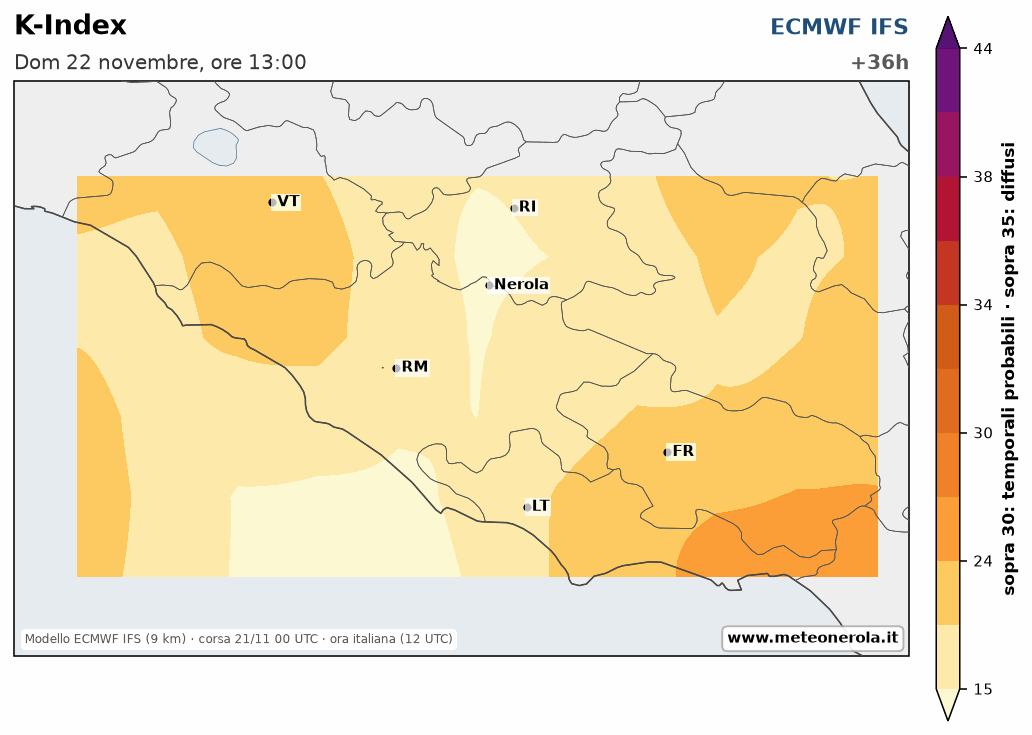 K-Index
ECMWF IFS
Dom 22 novembre, ore 13:00
+36h
VT
RI
Nerola
RM
FR
LT
Modello ECMWF IFS (9 km) · corsa 21/11 00 UTC · ora italiana (12 UTC)
www.meteonerola.it
44
38
34
30
24
15
sopra 30: temporali probabili · sopra 35: diffusi